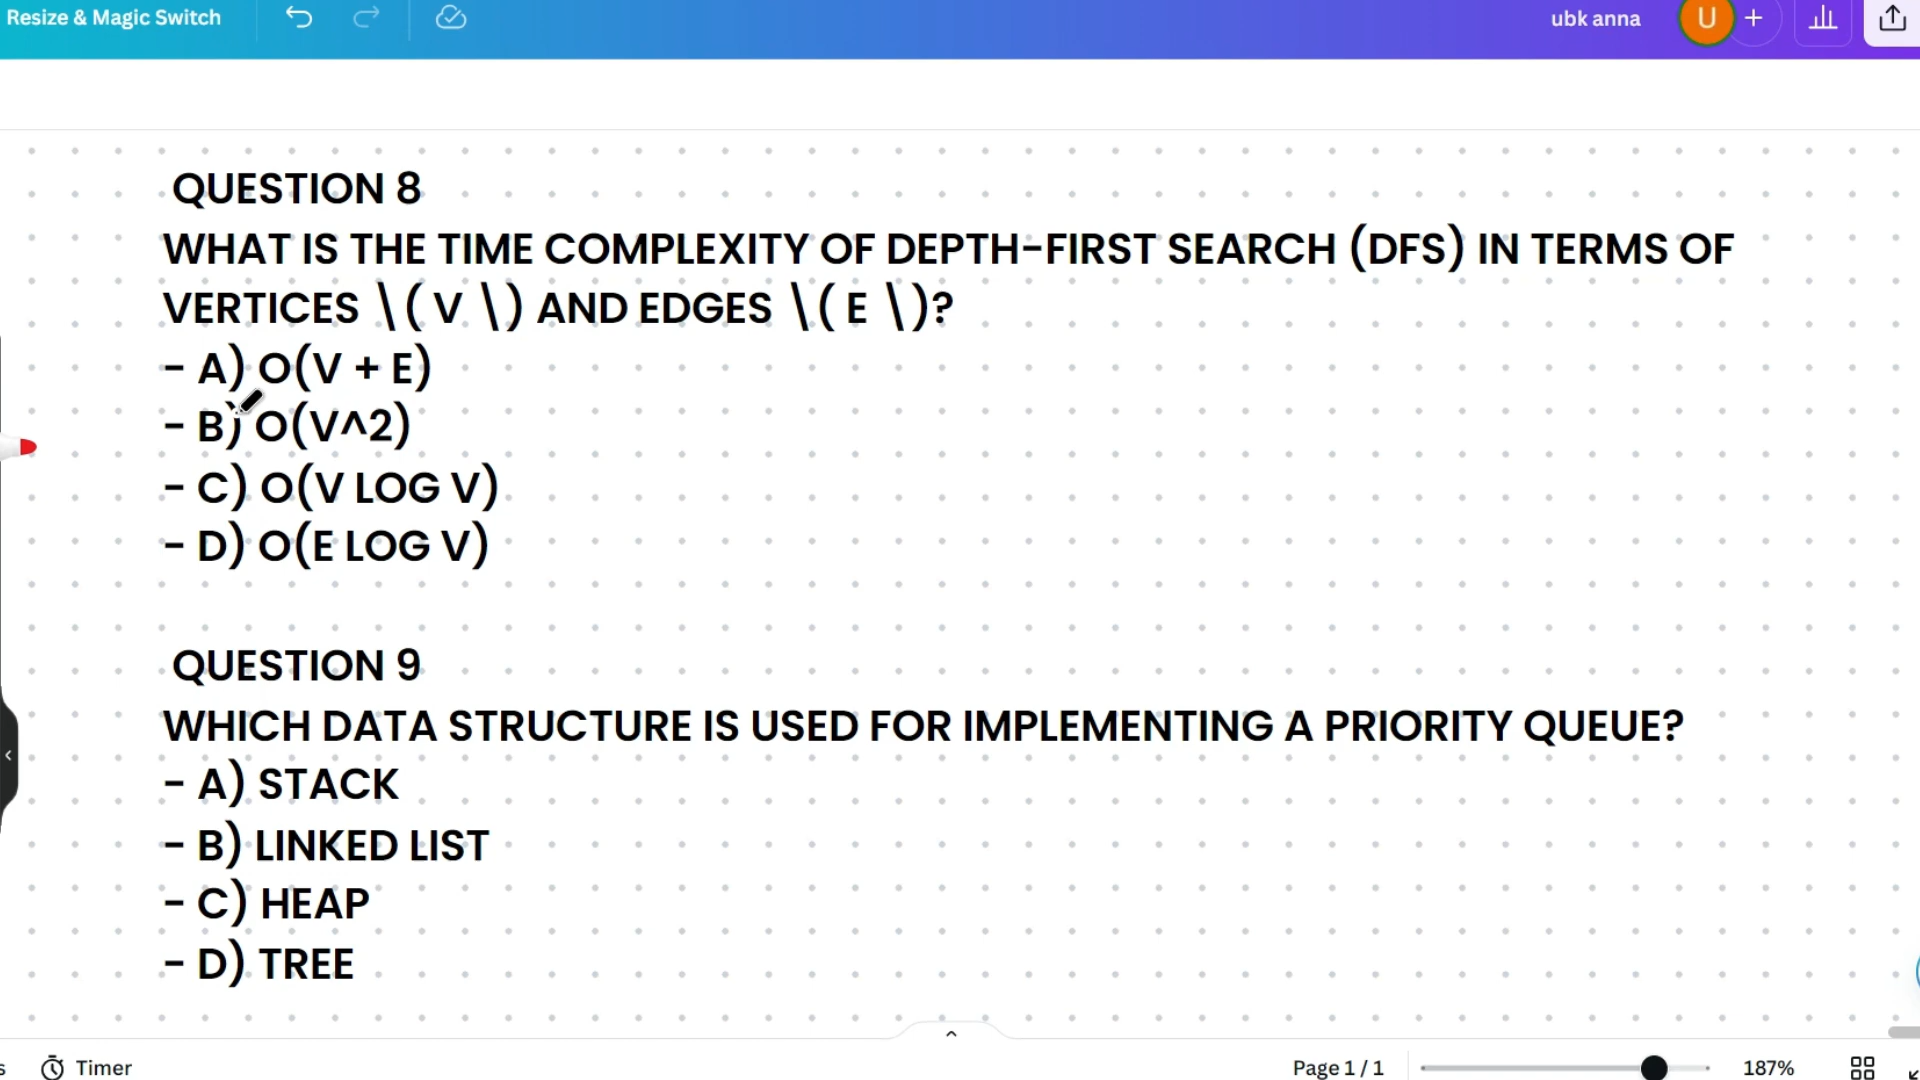 Resize & Magic Switch
ubk anna
U
QUESTION 8
WHAT IS THE TIME COMPLEXITY OF DEPTH-FIRST SEARCH (DFS) IN TERMS OF
VERTICES \( V \) AND EDGES \( E \)?
- A) O(V + E)
- B) O(V^2)
- C) O(V LOG V)
- D) O(E LOG V)
QUESTION 9
WHICH DATA STRUCTURE IS USED FOR IMPLEMENTING A PRIORITY QUEUE?
- A) STACK
- B) LINKED LIST
- C) HEAP
- D) TREE
Timer
Page 1 / 1
187%